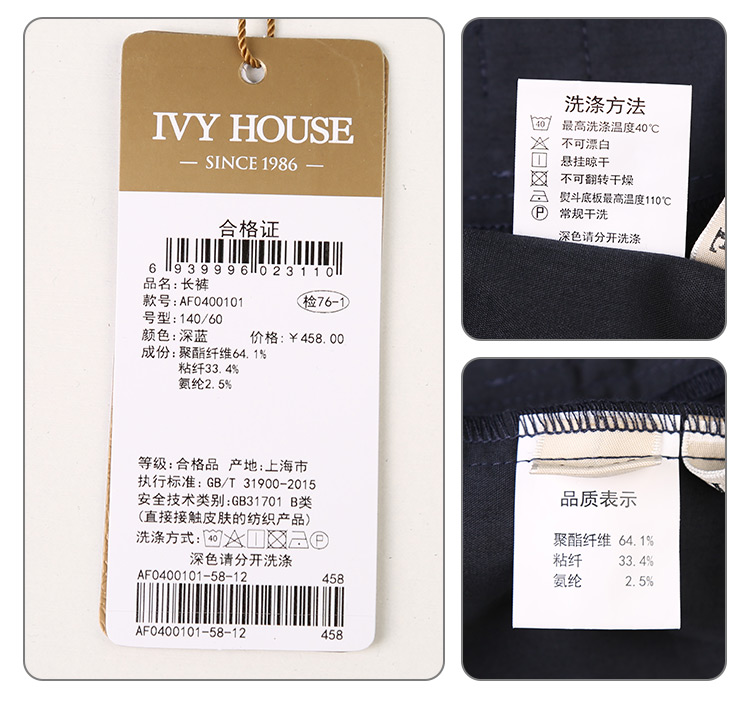 IVY HOUSE
— SINCE 1986 —
合格证
6 939996 023110
品名:长裤
款号:AF0400101 检76-1
号型:140/60
颜色:深蓝 价格:￥458.00
成份:聚酯纤维64.1%
粘纤33.4%
氨纶2.5%
等级:合格品 产地:上海市
执行标准:GB/T 31900-2015
安全技术类别:GB31701 B类
(直接接触皮肤的纺织产品)
洗涤方式: 40 P
深色请分开洗涤
AF0400101-58-12 458
AF0400101-58-12 458
洗涤方法
40 最高洗涤温度40℃
不可漂白
悬挂晾干
不可翻转干燥
熨斗底板最高温度110℃
P 常规干洗
深色请分开洗涤
品质表示
聚酯纤维 64.1%
粘纤 33.4%
氨纶 2.5%